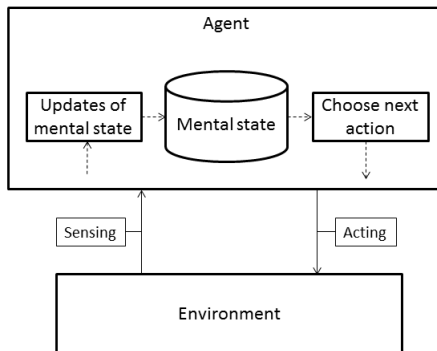 Agent
Updates of
mental state
Mental state
Choose next
action
Sensing
Acting
Environment